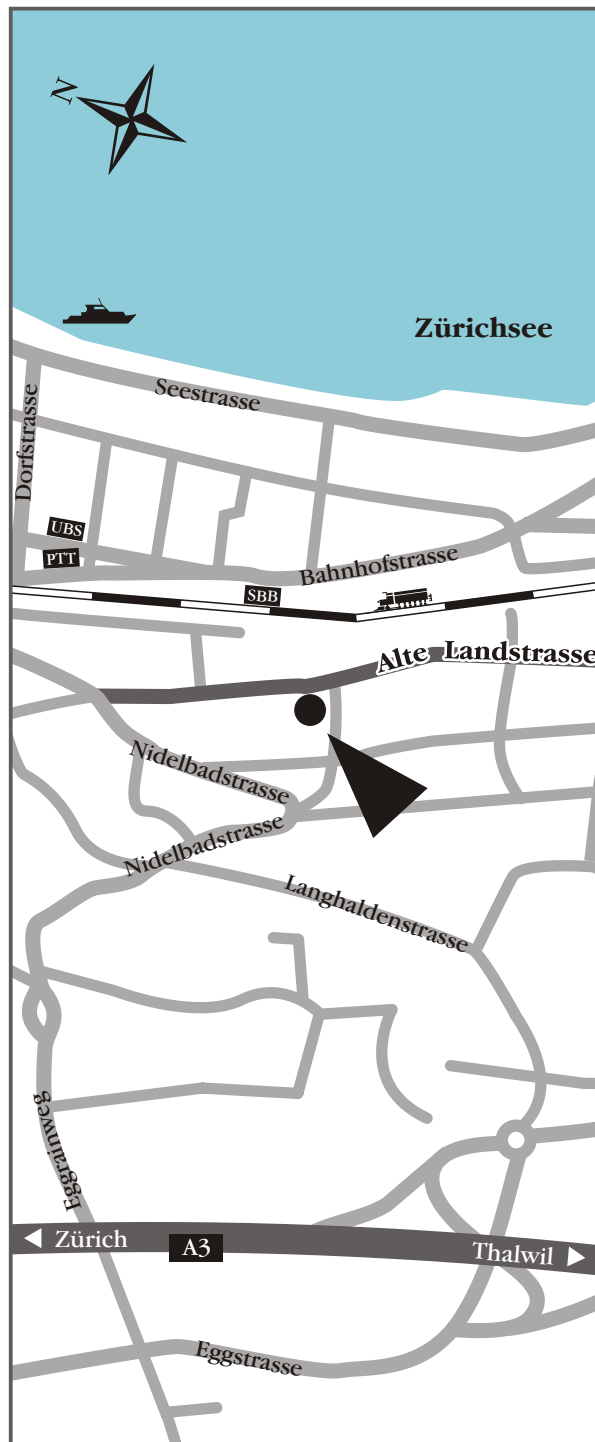 N
Zürichsee
Seestrasse
Dorfstrasse
UBS
PTT
Bahnhofstrasse
SBB
Alte Landstrasse
Nidelbadstrasse
Nidelbadstrasse
Langhaldenstrasse
Eggrainweg
Zürich
A3
Thalwil
Eggstrasse